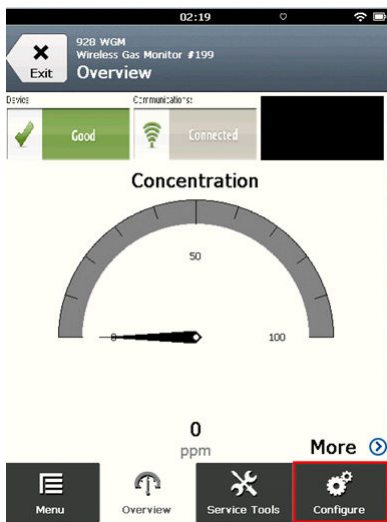 02:19
928 WGM
Wireless Gas Monitor #199
Exit
Overview
Device
Communications:
Good
Connected
Concentration
50
0
100
0
ppm
More
Menu
Overview
Service Tools
Configure